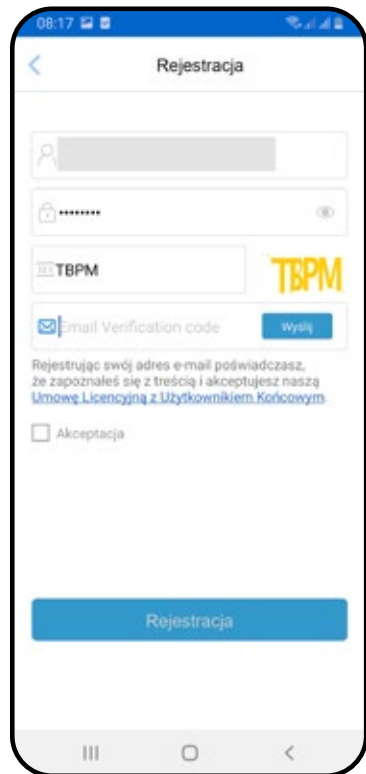 08:17
Rejestracja
••••••••
TBPM
TBPM
Email Verification code
Wyślij
Rejestrując swój adres e-mail poświadczasz,
że zapoznałeś się z treścią i akceptujesz naszą
Umowę Licencyjną z Użytkownikiem Końcowym.
Akceptacja
Rejestracja